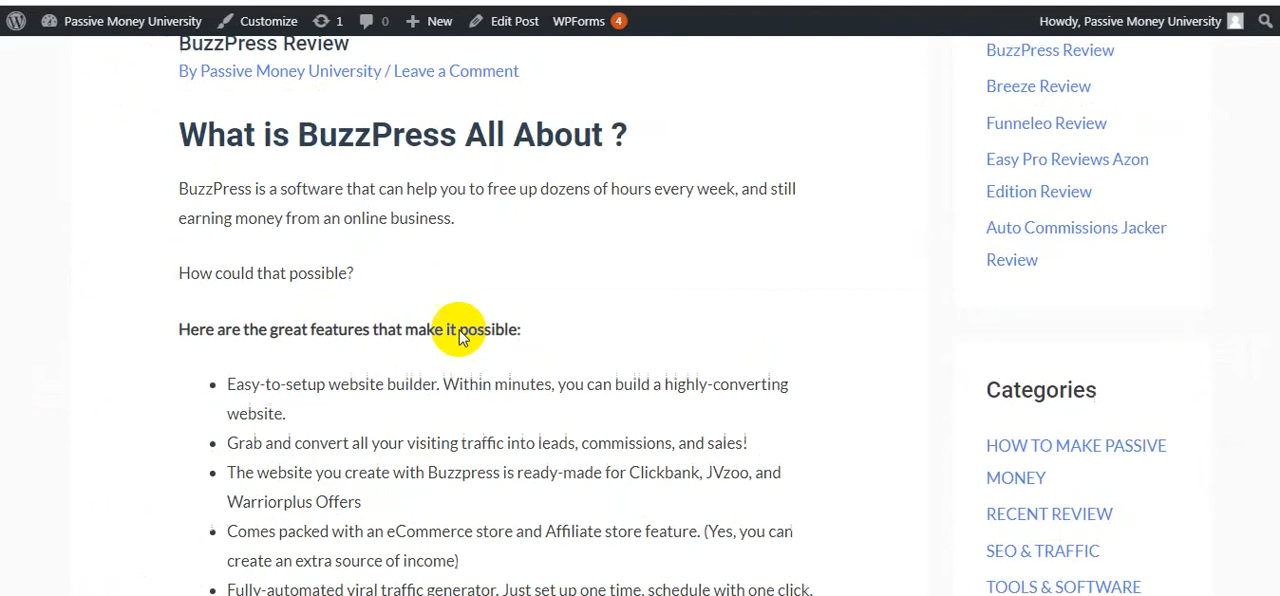 Passive Money University Customize 1 0 New Edit Post WPForms 4 Howdy, Passive Money University
BuzzPress Review
By Passive Money University / Leave a Comment
What is BuzzPress All About ?
BuzzPress is a software that can help you to free up dozens of hours every week, and still
earning money from an online business.
How could that possible?
Here are the great features that make it possible:
Easy-to-setup website builder. Within minutes, you can build a highly-converting
website.
Grab and convert all your visiting traffic into leads, commissions, and sales!
The website you create with Buzzpress is ready-made for Clickbank, JVzoo, and
Warriorplus Offers
Comes packed with an eCommerce store and Affiliate store feature. (Yes, you can
create an extra source of income)
Fully-automated viral traffic generator. Just set up one time, schedule with one click,
BuzzPress Review
Breeze Review
Funneleo Review
Easy Pro Reviews Azon
Edition Review
Auto Commissions Jacker
Review
Categories
HOW TO MAKE PASSIVE
MONEY
RECENT REVIEW
SEO & TRAFFIC
TOOLS & SOFTWARE